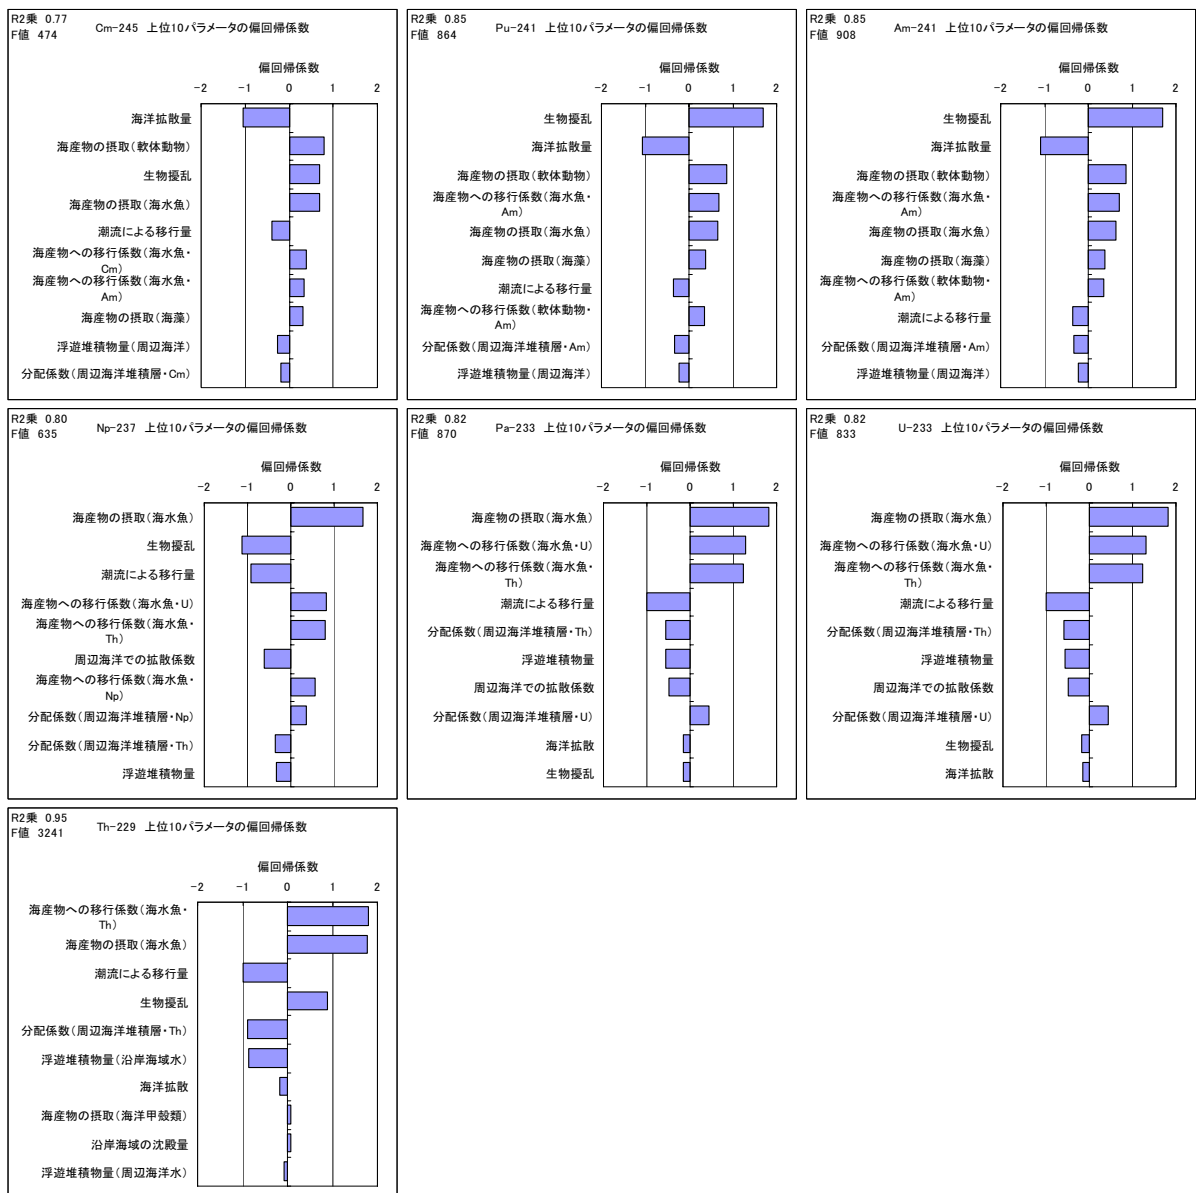 R2乗 0.77
F値 474
Cm-245 上位10パラメータの偏回帰係数
偏回帰係数
-2 -1 0 1 2
海洋拡散量
海産物の摂取(軟体動物)
生物擾乱
海産物の摂取(海水魚)
潮流による移行量
海産物への移行係数(海水魚・
Cm)
海産物への移行係数(海水魚・
Am)
海産物の摂取(海藻)
浮遊堆積物量(周辺海洋)
分配係数(周辺海洋堆積層・Cm)
R2乗 0.85
F値 864
Pu-241 上位10パラメータの偏回帰係数
偏回帰係数
-2 -1 0 1 2
生物擾乱
海洋拡散量
海産物の摂取(軟体動物)
海産物への移行係数(海水魚・
Am)
海産物の摂取(海水魚)
海産物の摂取(海藻)
潮流による移行量
海産物への移行係数(軟体動物・
Am)
分配係数(周辺海洋堆積層・Am)
浮遊堆積物量(周辺海洋)
R2乗 0.85
F値 908
Am-241 上位10パラメータの偏回帰係数
偏回帰係数
-2 -1 0 1 2
生物擾乱
海洋拡散量
海産物の摂取(軟体動物)
海産物への移行係数(海水魚・
Am)
海産物の摂取(海水魚)
海産物の摂取(海藻)
海産物への移行係数(軟体動物・
Am)
潮流による移行量
分配係数(周辺海洋堆積層・Am)
浮遊堆積物量(周辺海洋)
R2乗 0.80
F値 635
Np-237 上位10パラメータの偏回帰係数
偏回帰係数
-2 -1 0 1 2
海産物の摂取(海水魚)
生物擾乱
潮流による移行量
海産物への移行係数(海水魚・U)
海産物への移行係数(海水魚・
Th)
周辺海洋での拡散係数
海産物への移行係数(海水魚・
Np)
分配係数(周辺海洋堆積層・Np)
分配係数(周辺海洋堆積層・Th)
浮遊堆積物量
R2乗 0.82
F値 870
Pa-233 上位10パラメータの偏回帰係数
偏回帰係数
-2 -1 0 1 2
海産物の摂取(海水魚)
海産物への移行係数(海水魚・U)
海産物への移行係数(海水魚・
Th)
潮流による移行量
分配係数(周辺海洋堆積層・Th)
浮遊堆積物量
周辺海洋での拡散係数
分配係数(周辺海洋堆積層・U)
海洋拡散
生物擾乱
R2乗 0.82
F値 833
U-233 上位10パラメータの偏回帰係数
偏回帰係数
-2 -1 0 1 2
海産物の摂取(海水魚)
海産物への移行係数(海水魚・U)
海産物への移行係数(海水魚・
Th)
潮流による移行量
分配係数(周辺海洋堆積層・Th)
浮遊堆積物量
周辺海洋での拡散係数
分配係数(周辺海洋堆積層・U)
生物擾乱
海洋拡散
R2乗 0.95
F値 3241
Th-229 上位10パラメータの偏回帰係数
偏回帰係数
-2 -1 0 1 2
海産物への移行係数(海水魚・
Th)
海産物の摂取(海水魚)
潮流による移行量
生物擾乱
分配係数(周辺海洋堆積層・Th)
浮遊堆積物量(沿岸海域水)
海洋拡散
海産物の摂取(海洋甲殻類)
沿岸海域の沈殿量
浮遊堆積物量(周辺海洋水)